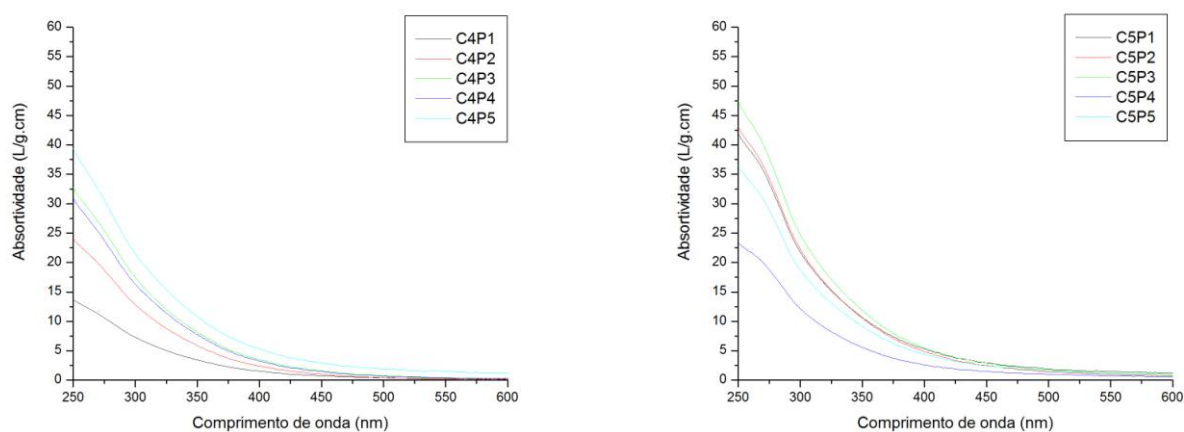 60
55
50
45
40
35
30
25
20
15
10
5
0
Absortividade (L/g.cm)
C4P1
C4P2
C4P3
C4P4
C4P5
250 300 350 400 450 500 550 600
Comprimento de onda (nm)
60
55
50
45
40
35
30
25
20
15
10
5
0
Absortividade (L/g.cm)
C5P1
C5P2
C5P3
C5P4
C5P5
250 300 350 400 450 500 550 600
Comprimento de onda (nm)